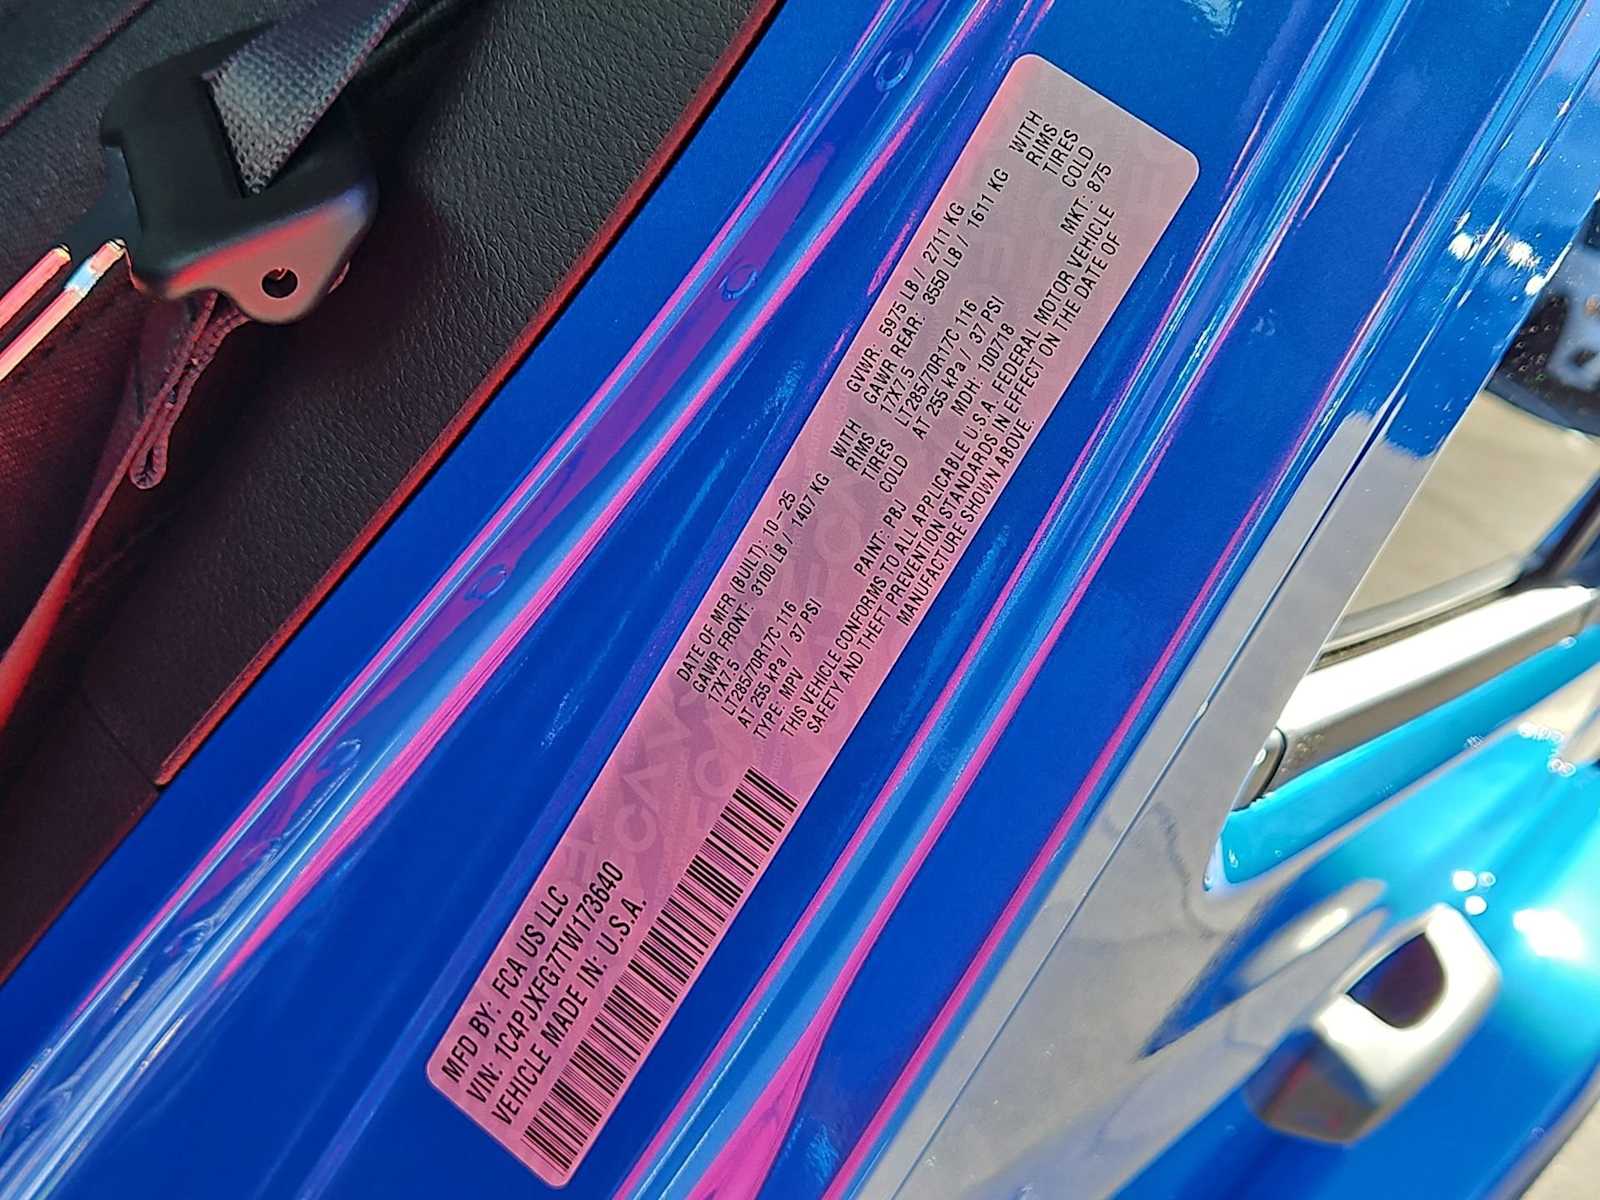 MFD BY: FCA US LLC
VIN: 1C4PJXFG7TW173640
VEHICLE MADE IN: U.S.A.
DATE OF MFR (BUILT): 10-25 GVWR: 5975 LB / 2711 KG
GAWR FRONT: 3100 LB / 1407 KG WITH GAWR REAR: 3550 LB / 1611 KG WITH
17X7.5 RIMS 17X7.5 RIMS
LT285/70R17C 116 TIRES LT285/70R17C 116 TIRES
AT 255 kPa / 37 PSI COLD AT 255 kPa / 37 PSI COLD
TYPE: MPV PAINT: PBJ MDH: 100718 MKT: 875
THIS VEHICLE CONFORMS TO ALL APPLICABLE U.S.A. FEDERAL MOTOR VEHICLE
SAFETY AND THEFT PREVENTION STANDARDS IN EFFECT ON THE DATE OF
MANUFACTURE SHOWN ABOVE.